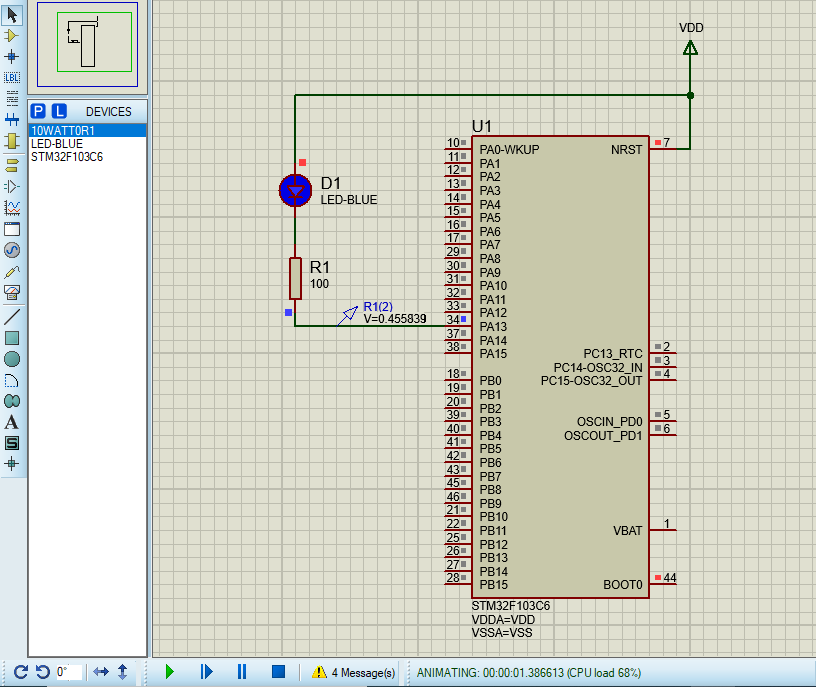 VDD
LBL
P L DEVICES
10WATT0R1
LED-BLUE
STM32F103C6
A
S
D1
LED-BLUE
R1
100
R1(2)
V=0.455839
U1
10 PA0-WKUP NRST 7
11 PA1
12 PA2
13 PA3
14 PA4
15 PA5
16 PA6
17 PA7
29 PA8
30 PA9
31 PA10
32 PA11
33 PA12
34 PA13
37 PA14
38 PA15 PC13_RTC 2
PC14-OSC32_IN 3
18 PB0 PC15-OSC32_OUT 4
19 PB1
20 PB2
39 PB3 OSCIN_PD0 5
40 PB4 OSCOUT_PD1 6
41 PB5
42 PB6
43 PB7
45 PB8
46 PB9
21 PB10
22 PB11 VBAT 1
25 PB12
26 PB13
27 PB14
28 PB15 BOOT0 44
STM32F103C6
VDDA=VDD
VSSA=VSS
0° 4 Message(s) ANIMATING: 00:00:01.386613 (CPU load 68%)